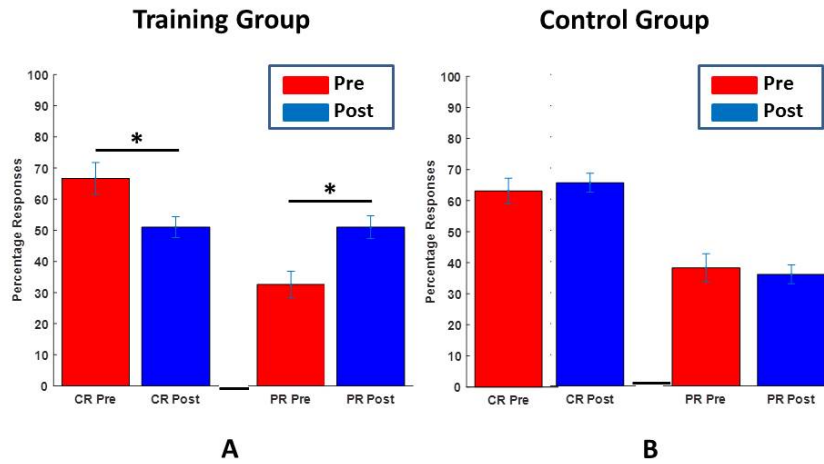 Training Group
Control Group
Pre
Post
*
*
Percentage Responses
100
90
80
70
60
50
40
30
20
10
0
CR Pre
CR Post
PR Pre
PR Post
A
Pre
Post
Percentage Responses
100
90
80
70
60
50
40
30
20
10
0
CR Pre
CR Post
PR Pre
PR Post
B